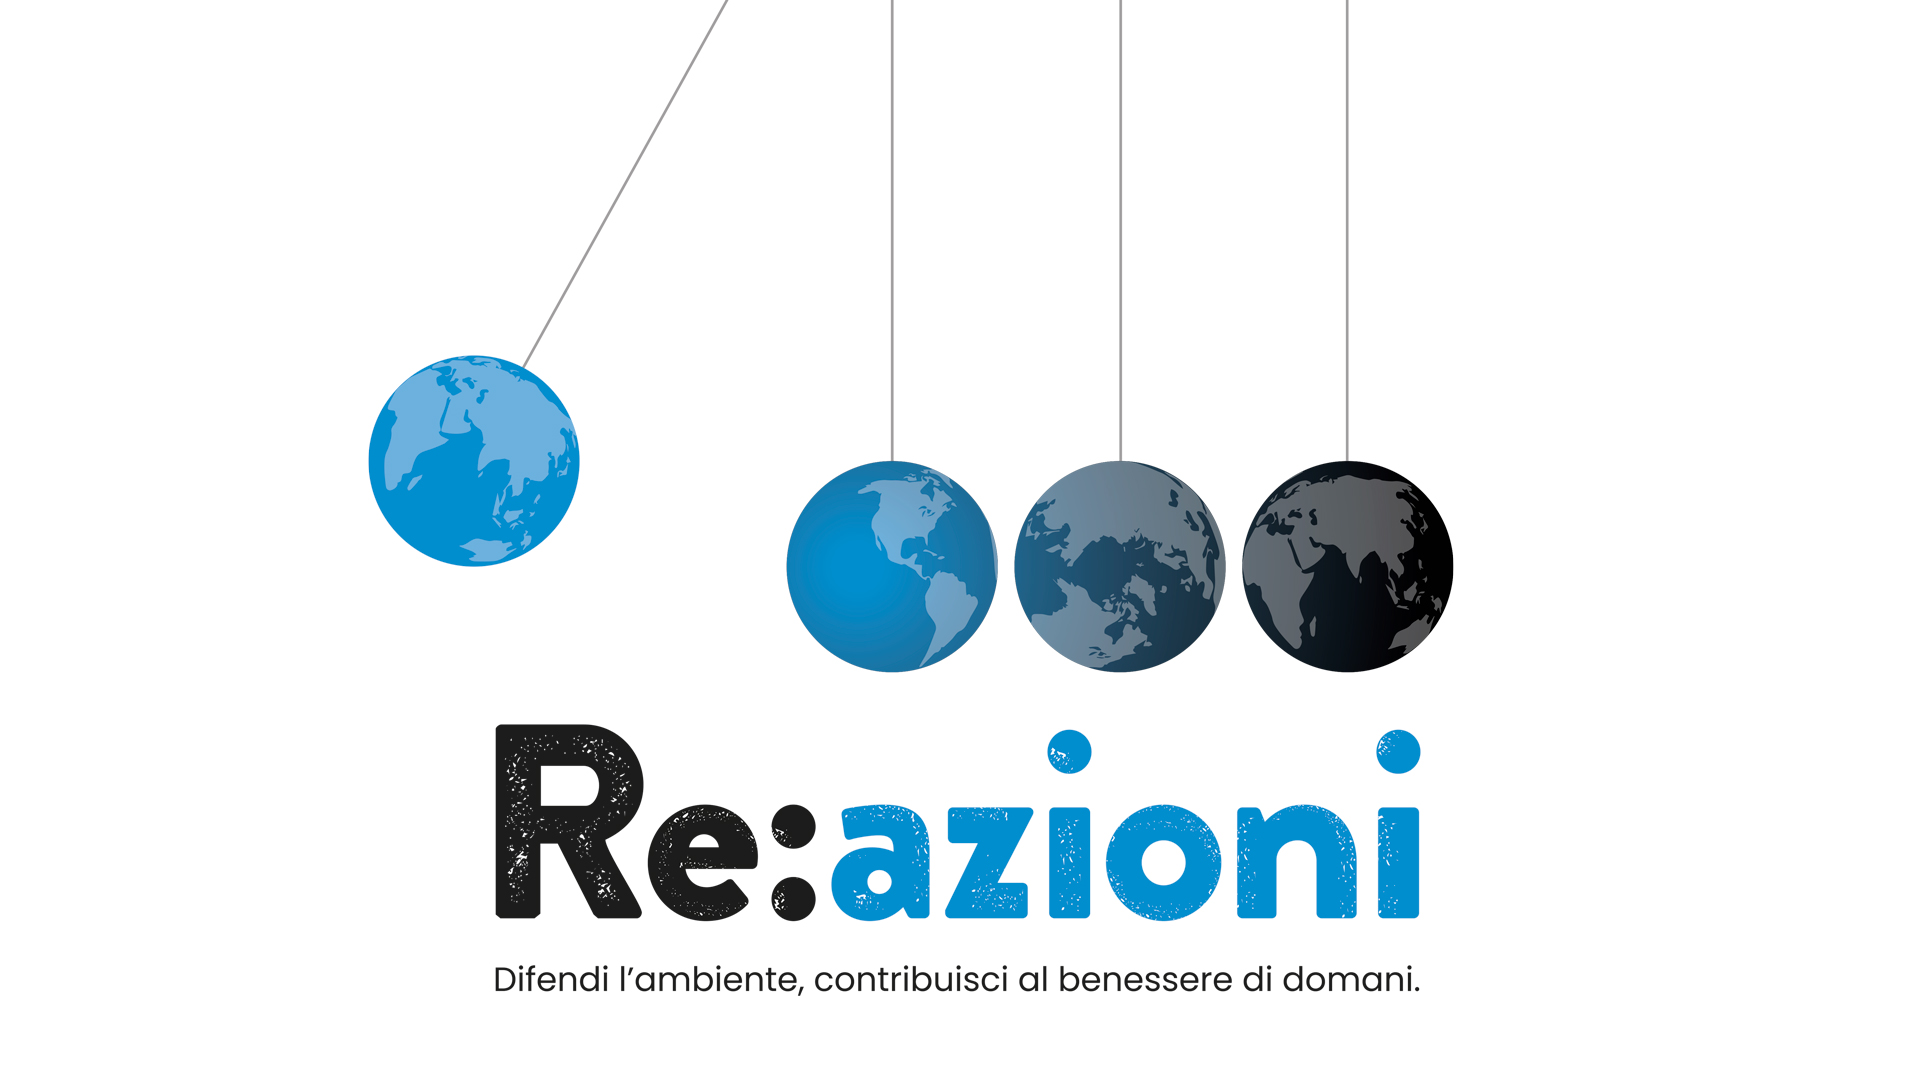 Re:azioni
Difendi l’ambiente, contribuisci al benessere di domani.